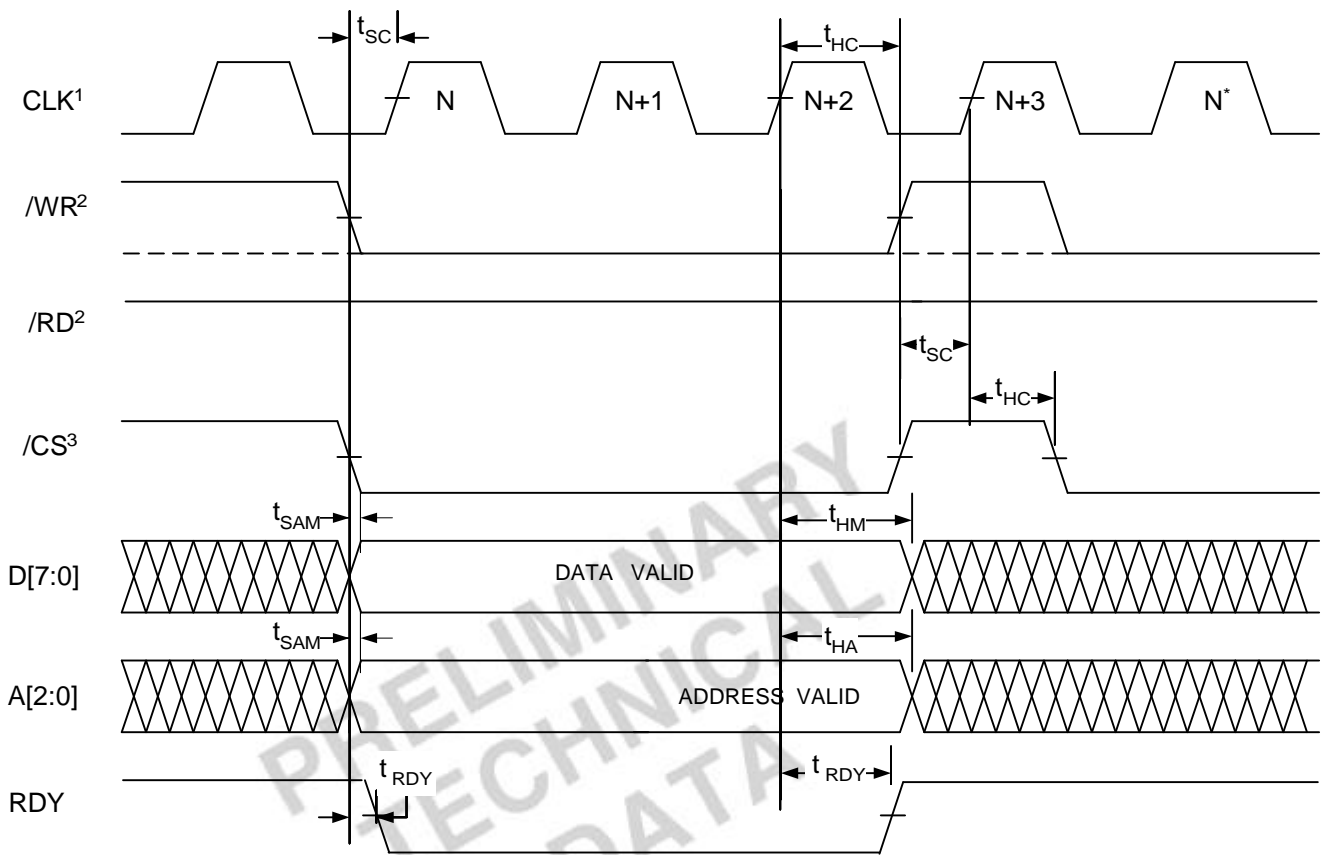 tSC
tHC
CLK1 N N+1 N+2 N+3 N*
/WR2
/RD2
tSC
tHC
/CS3
tSAM
tHM
D[7:0] DATA VALID
tSAM
tHA
A[2:0] ADDRESS VALID
tRDY
tRDY
RDY
PRELIMINARY
TECHNICAL
DATA